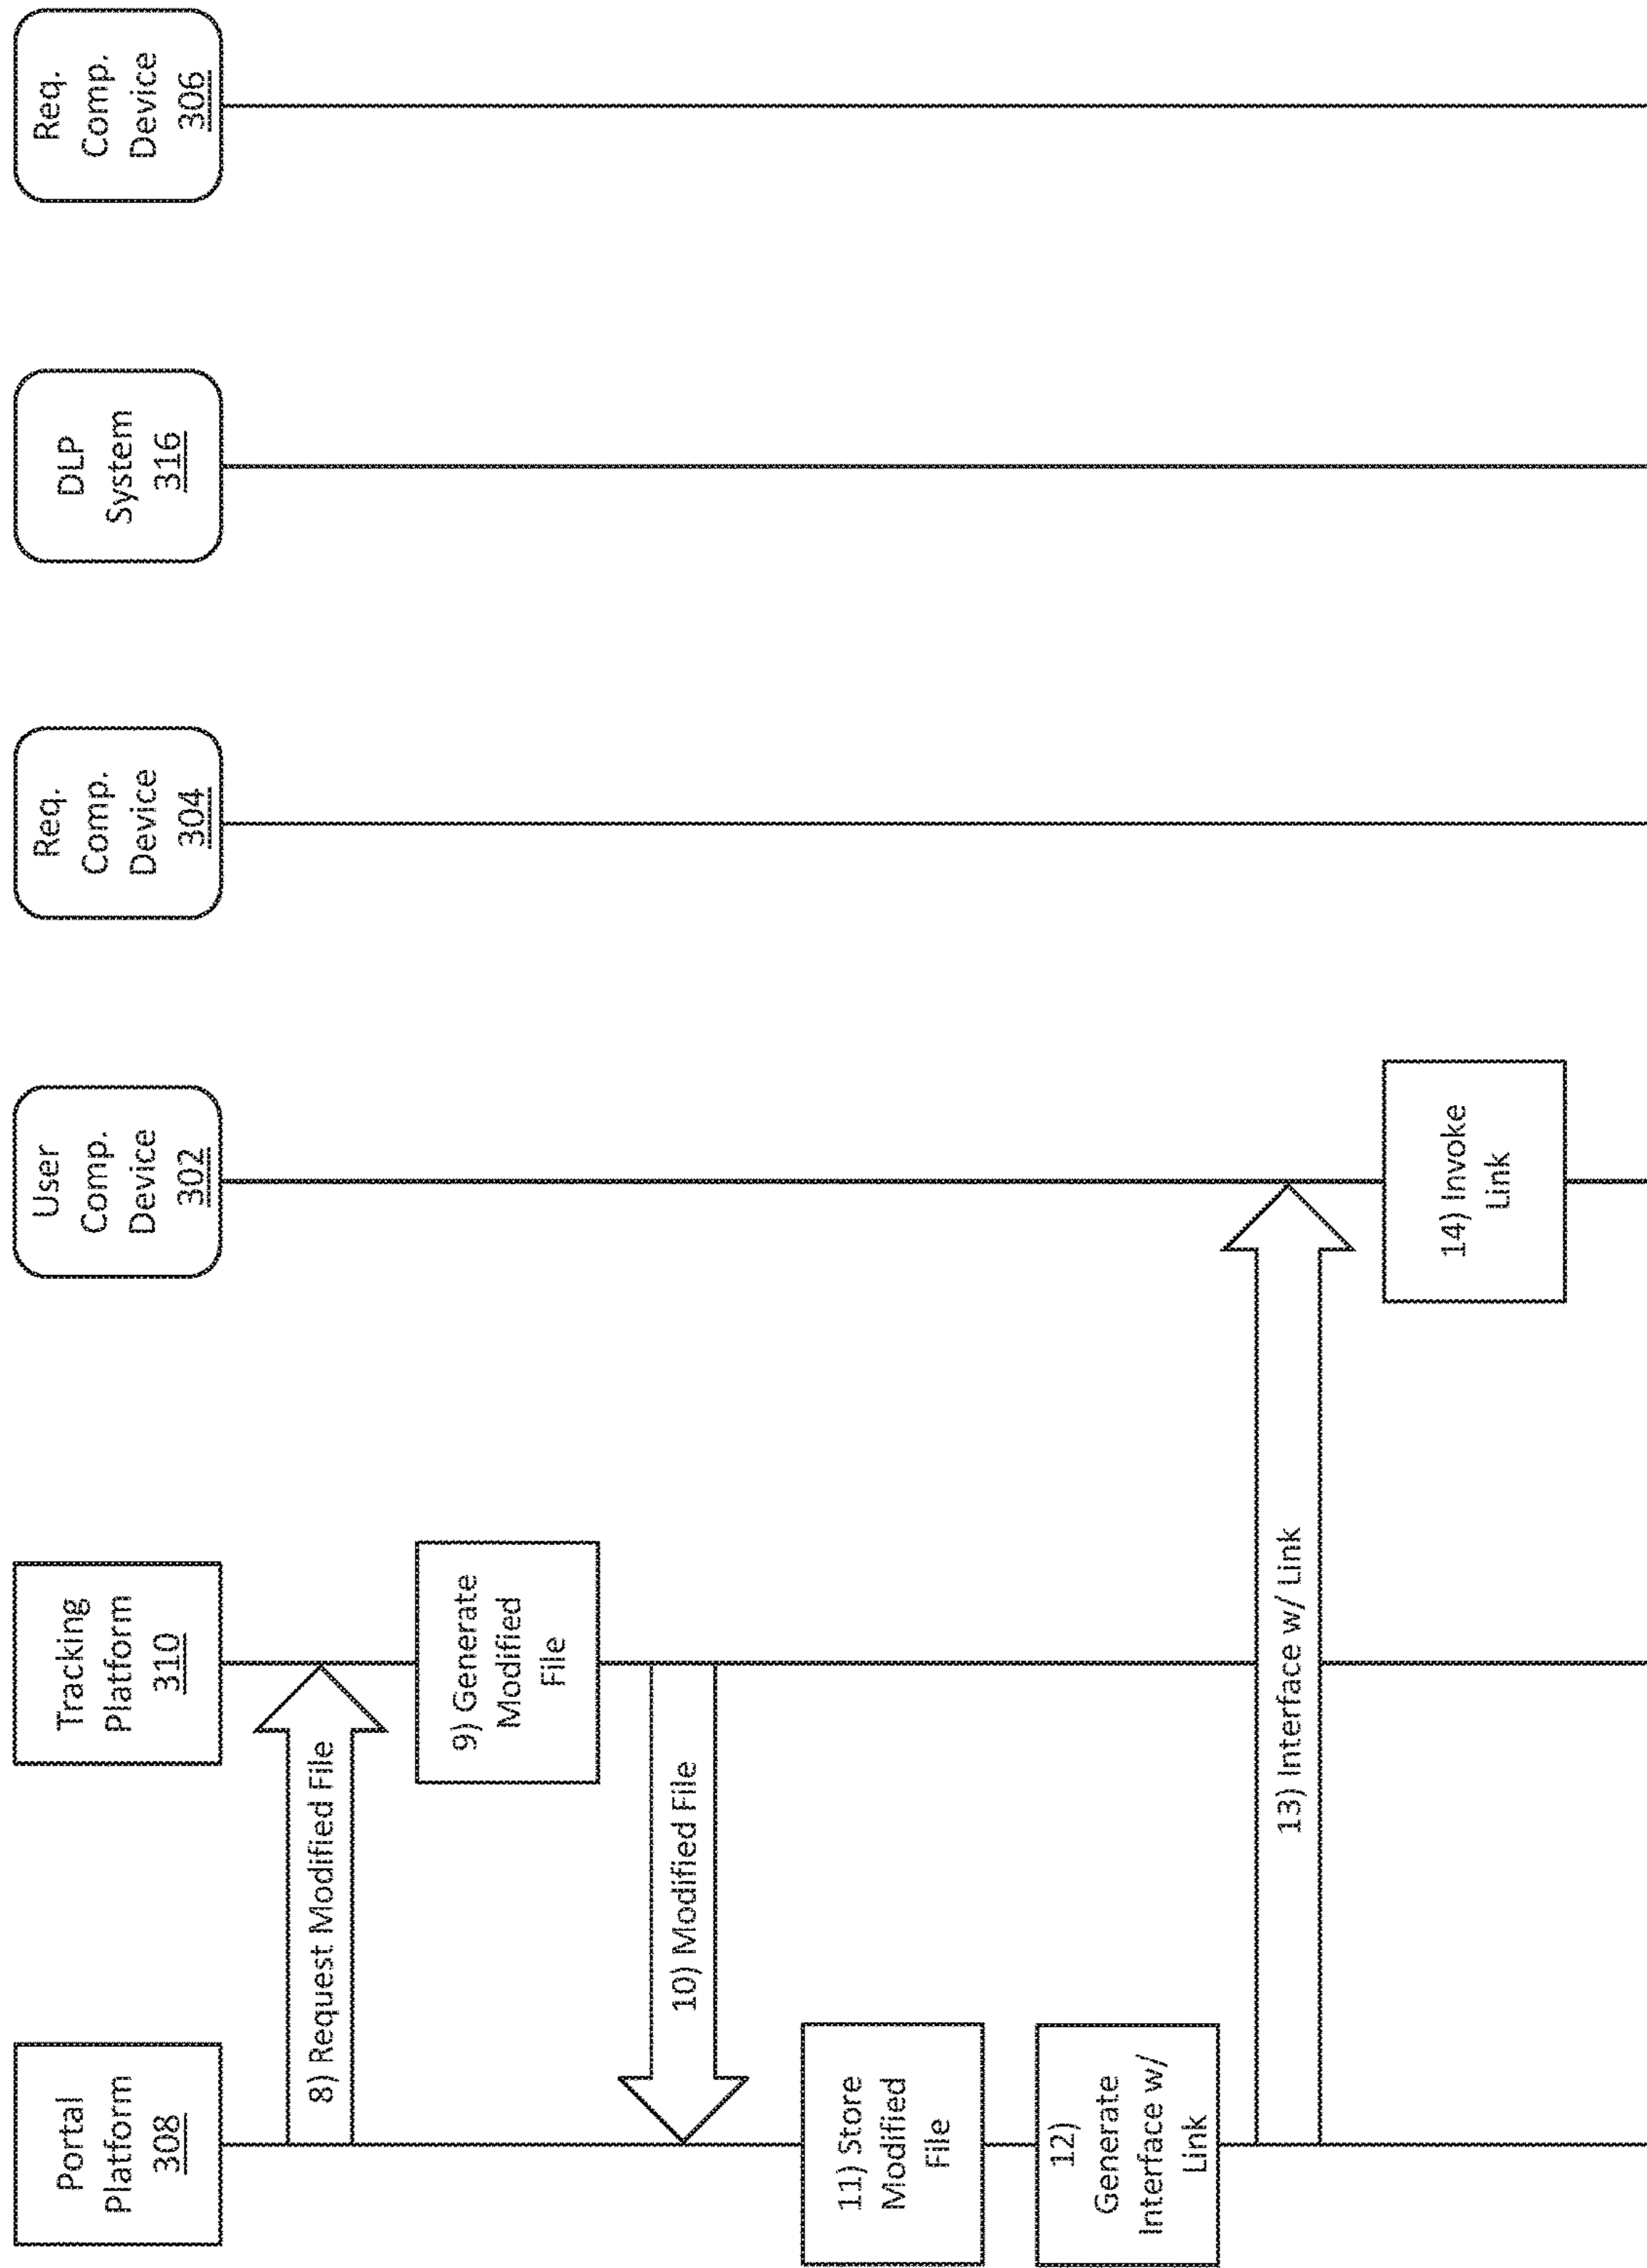 Portal
Platform
308
Tracking
Platform
310
User
Comp.
Device
302
Req.
Comp.
Device
304
DLP
System
316
Req.
Comp.
Device
306
8) Request Modified File
9) Generate
Modified
File
10) Modified File
11) Store
Modified
File
12)
Generate
Interface w/
Link
13) Interface w/ Link
14) Invoke
Link